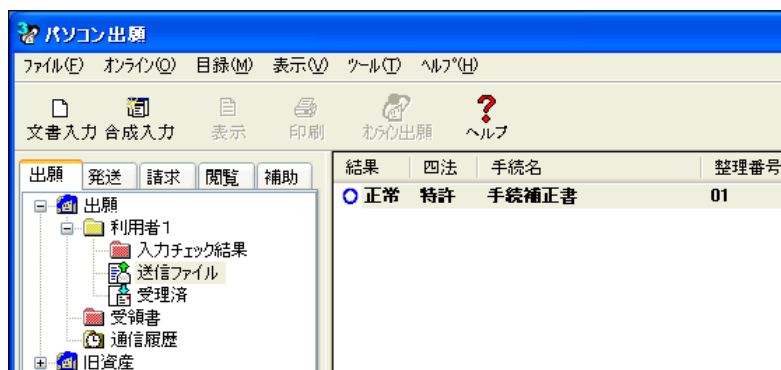 パソコン出願
ファイル(F) オンライン(O) 目録(M) 表示(V) ツール(T) ヘルプ(H)
文書入力 合成入力 表示 印刷 オンライン出願 ヘルプ
出願 発送 請求 閲覧 補助
結果 四法 手続名 整理番号
正常 特許 手続補正書 01
出願
利用者1
入力チェック結果
送信ファイル
受理済
受領書
通信履歴
旧資産